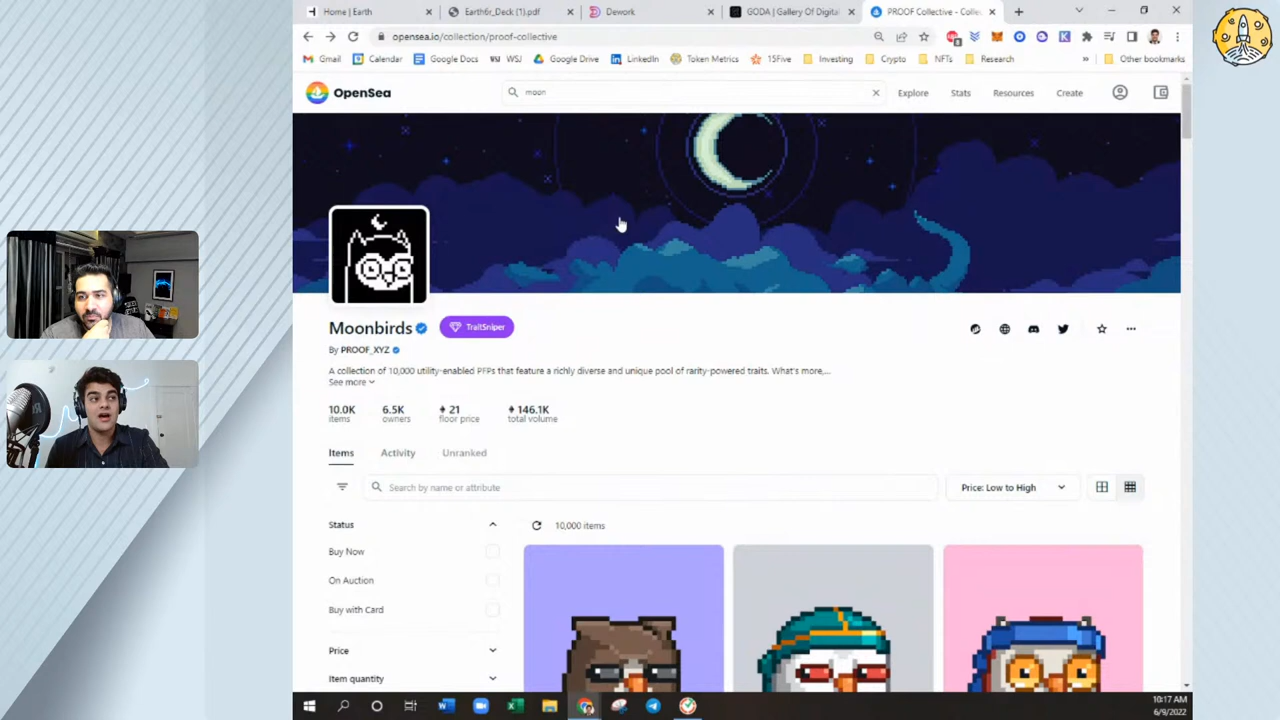 Home | Earth
Earth6r_Deck (1).pdf
Dework
GODA | Gallery Of Digital
PROOF Collective - Colle
opensea.io/collection/proof-collective
Gmail
Calendar
Google Docs
WSJ
Google Drive
LinkedIn
Token Metrics
15Five
Investing
Crypto
NFTs
Research
Other bookmarks
OpenSea
moon
Explore
Stats
Resources
Create
Moonbirds
TraitSniper
By PROOF_XYZ
A collection of 10,000 utility-enabled PFPs that feature a richly diverse and unique pool of rarity-powered traits. What's more,...
See more
10.0K
6.5K
21
146.1K
items
owners
floor price
total volume
Items
Activity
Unranked
Search by name or attribute
Price: Low to High
Status
10,000 items
Buy Now
On Auction
Buy with Card
Price
Item quantity
10:17 AM
6/9/2022